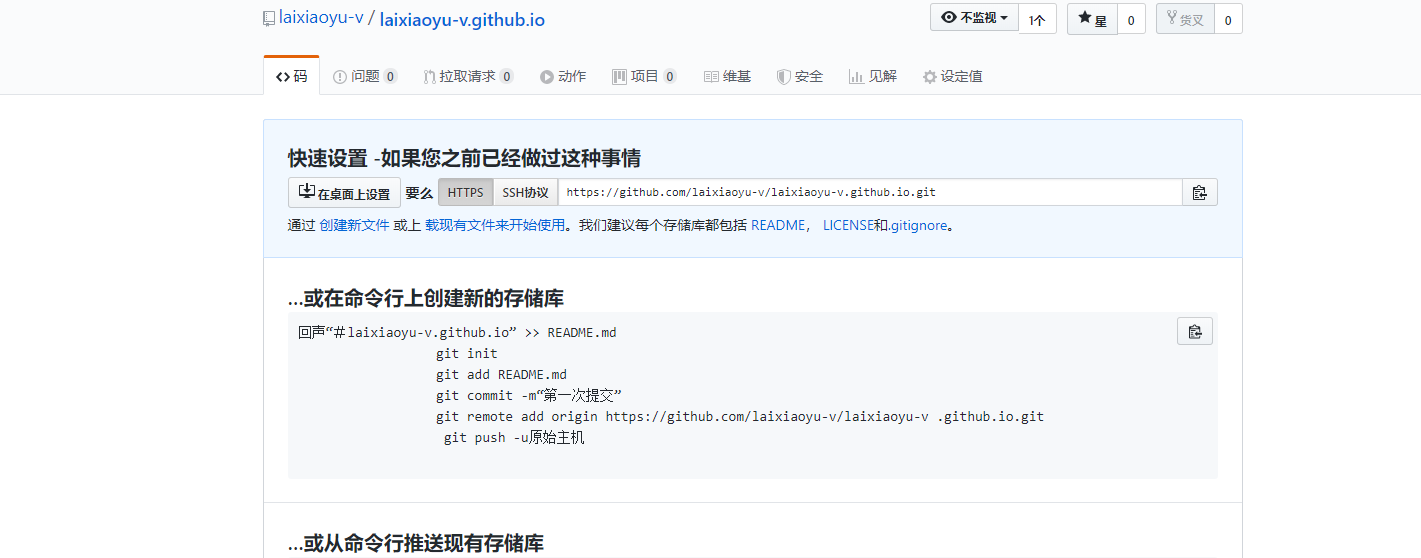 laixiaoyu-v / laixiaoyu-v.github.io
不监视 1个 星 0 货叉 0
码 问题 0 拉取请求 0 动作 项目 0 维基 安全 见解 设定值
快速设置 -如果您之前已经做过这种事情
在桌面上设置 要么 HTTPS SSH协议 https://github.com/laixiaoyu-v/laixiaoyu-v.github.io.git
通过 创建新文件 或上 载现有文件来开始使用。我们建议每个存储库都包括 README， LICENSE和.gitignore。
...或在命令行上创建新的存储库
回声“＃laixiaoyu-v.github.io” >> README.md
git init
git add README.md
git commit -m“第一次提交”
git remote add origin https://github.com/laixiaoyu-v/laixiaoyu-v .github.io.git
git push -u原始主机
...或从命令行推送现有存储库